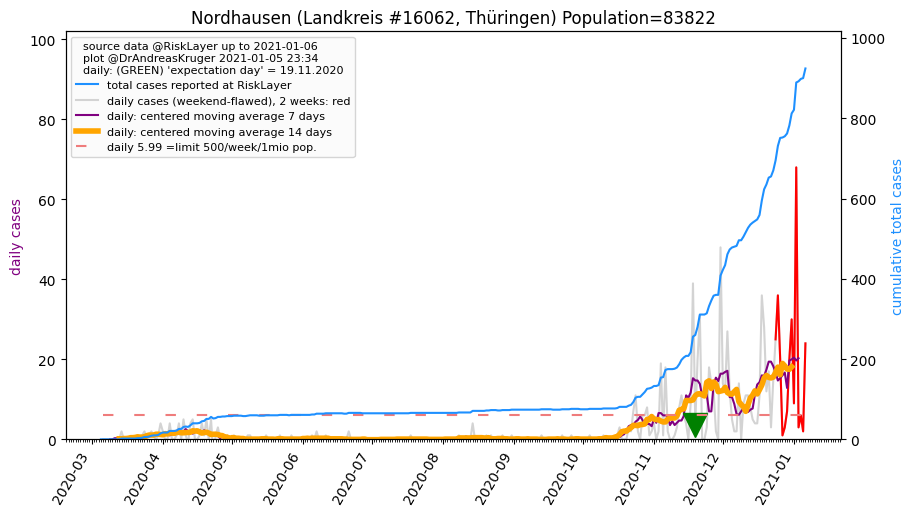 Nordhausen (Landkreis #16062, Thüringen) Population=83822
source data @RiskLayer up to 2021-01-06
plot @DrAndreasKruger 2021-01-05 23:34
daily: (GREEN) 'expectation day' = 19.11.2020
total cases reported at RiskLayer
daily cases (weekend-flawed), 2 weeks: red
daily: centered moving average 7 days
daily: centered moving average 14 days
daily 5.99 =limit 500/week/1mio pop.
daily cases
100
80
60
40
20
0
cumulative total cases
1000
800
600
400
200
0
2020-03
2020-04
2020-05
2020-06
2020-07
2020-08
2020-09
2020-10
2020-11
2020-12
2021-01